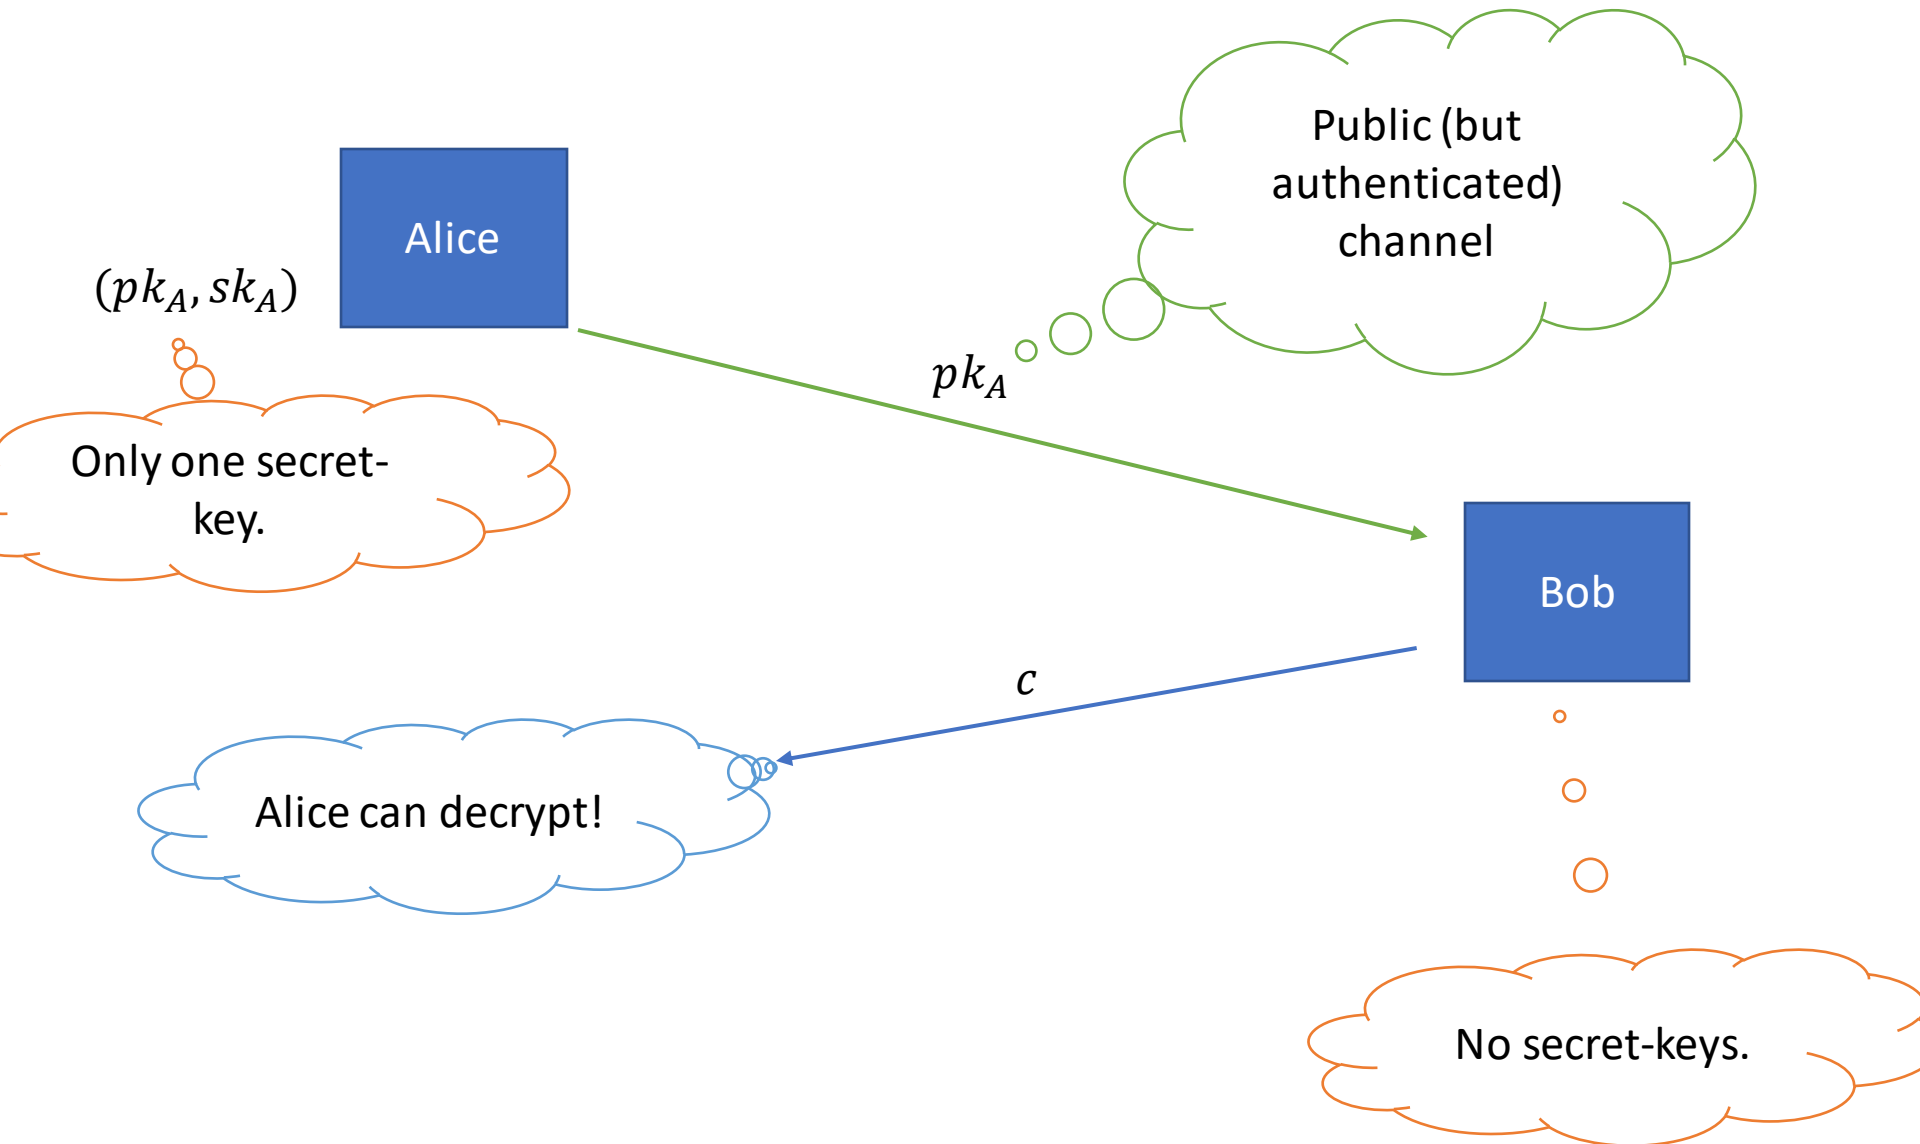 Public (but
authenticated)
channel
Alice
(pk_A, sk_A)
pk_A
Only one secret-
key.
Bob
c
Alice can decrypt!
No secret-keys.